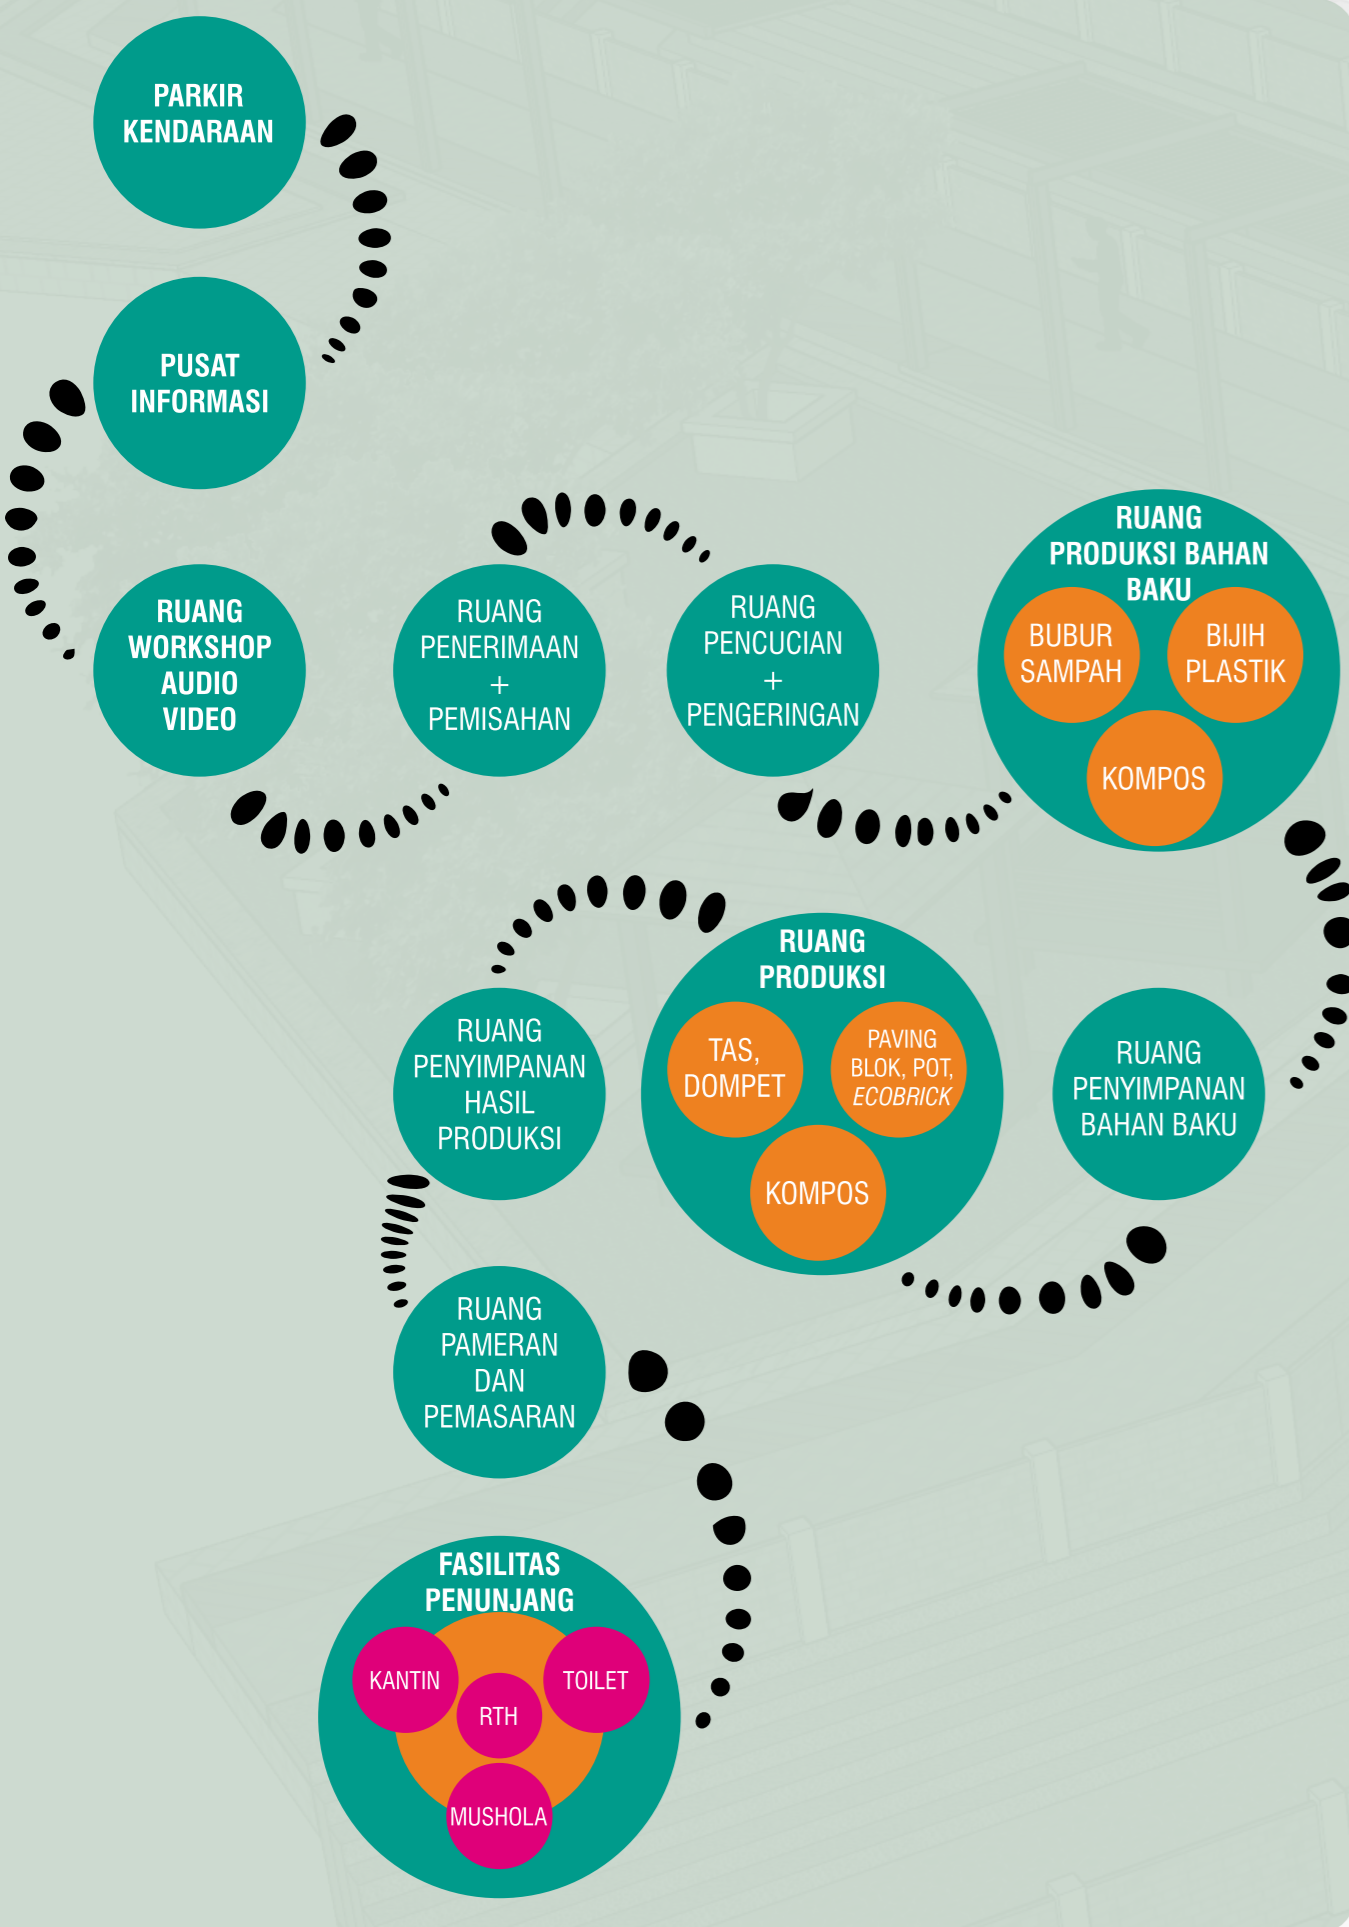 PARKIR
KENDARAAN
PUSAT
INFORMASI
RUANG
WORKSHOP
AUDIO
VIDEO
RUANG
PENERIMAAN
+
PEMISAHAN
RUANG
PENCUCIAN
+
PENGERINGAN
RUANG
PRODUKSI BAHAN
BAKU
BUBUR
SAMPAH
BIJIH
PLASTIK
KOMPOS
RUANG
PENYIMPANAN
BAHAN BAKU
RUANG
PRODUKSI
TAS,
DOMPET
PAVING
BLOK, POT,
ECOBRICK
KOMPOS
RUANG
PENYIMPANAN
HASIL
PRODUKSI
RUANG
PAMERAN
DAN
PEMASARAN
FASILITAS
PENUNJANG
KANTIN
RTH
TOILET
MUSHOLA